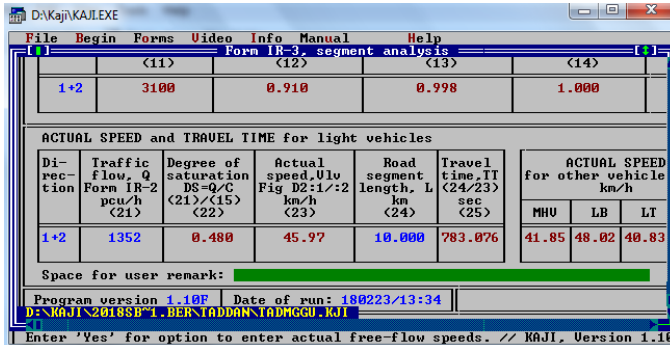 D:\Kaji\KAJI.EXE
File Begin Forms Video Info Manual Help
Form IR-3, segment analysis
(11) (12) (13) (14)
1+2 3100 0.910 0.998 1.000
ACTUAL SPEED and TRAVEL TIME for light vehicles
Di- Traffic Degree of Actual Road Travel ACTUAL SPEED
rec- flow, Q saturation speed,Vlv segment time,TT for other vehicle
tion Form IR-2 DS=Q/C Fig D2:1/:2 length, L (24/23) km/h
pcu/h (21)/(15) km/h km sec
(21) (22) (23) (24) (25) MHV LB LT
1+2 1352 0.480 45.97 10.000 783.076 41.85 48.02 40.83
Space for user remark:
Program version 1.10F Date of run: 180223/13:34
D:\KAJI\2018SB~1.BER\TADDAN\TADMGGU.KJI
Enter 'Yes' for option to enter actual free-flow speeds. // KAJI, Version 1.10